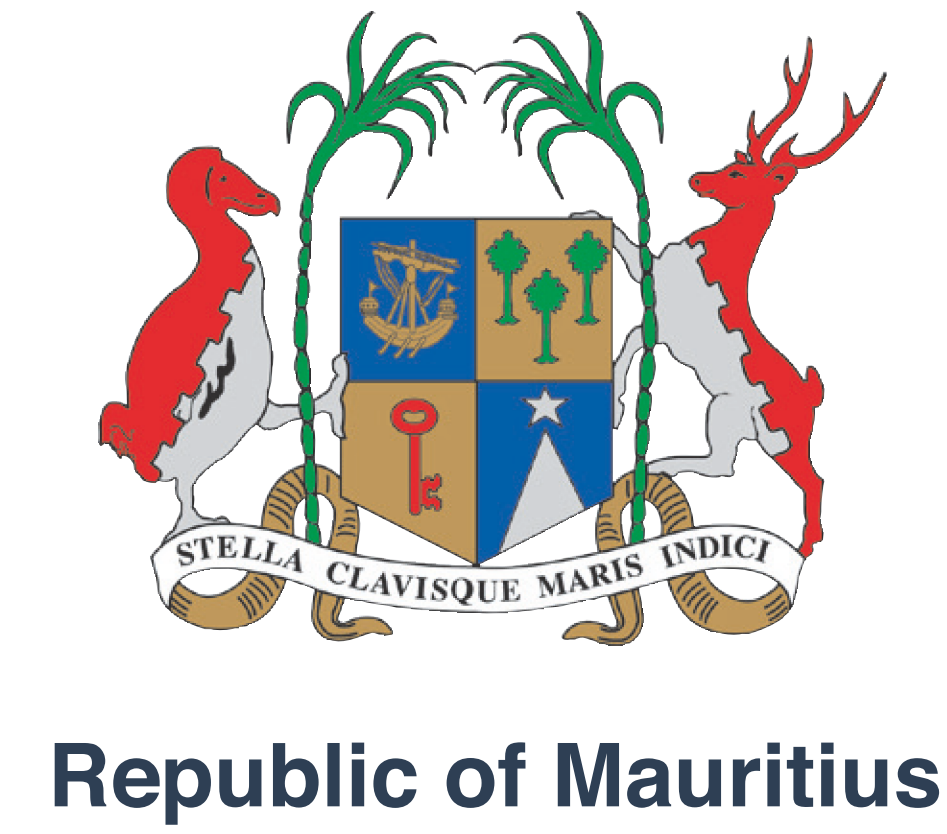 STELLA CLAVISQUE MARIS INDICI
Republic of Mauritius